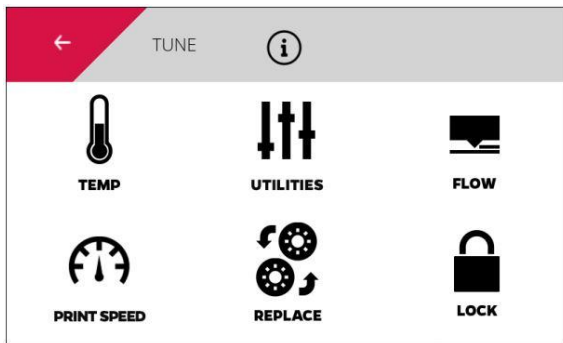 TUNE
TEMP
UTILITIES
FLOW
PRINT SPEED
REPLACE
LOCK